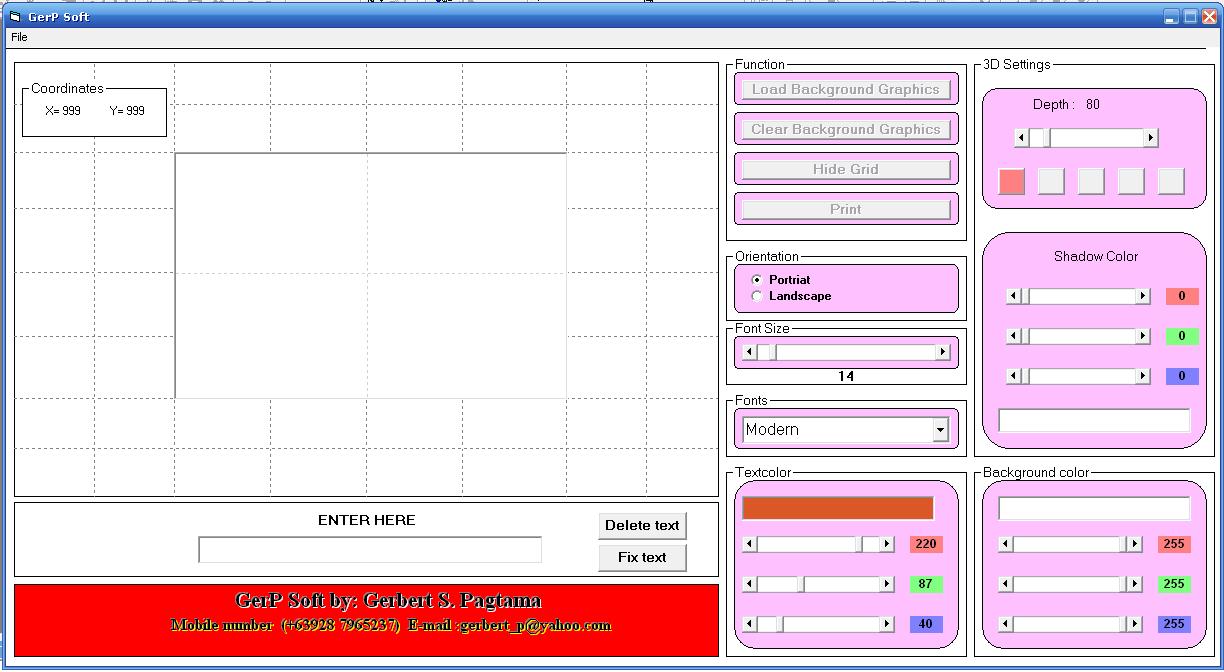 GerP Soft
File
Coordinates
X= 999 Y= 999
ENTER HERE
Delete text
Fix text
GerP Soft by: Gerbert S. Pagtama
Mobile number (+63928 7965237) E-mail :gerbert_p@yahoo.com
Function
Load Background Graphics
Clear Background Graphics
Hide Grid
Print
Orientation
Portriat
Landscape
Font Size
14
Fonts
Modern
Textcolor
220
87
40
3D Settings
Depth : 80
Shadow Color
0
0
0
Background color
255
255
255